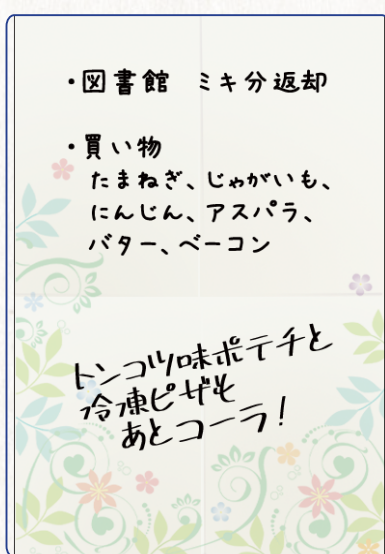 ・図書館　ミキ分返却
・買い物
たまねぎ、じゃがいも、
にんじん、アスパラ、
バター、ベーコン
トンコツ味ポテチと
冷凍ピザも
あとコーラ！